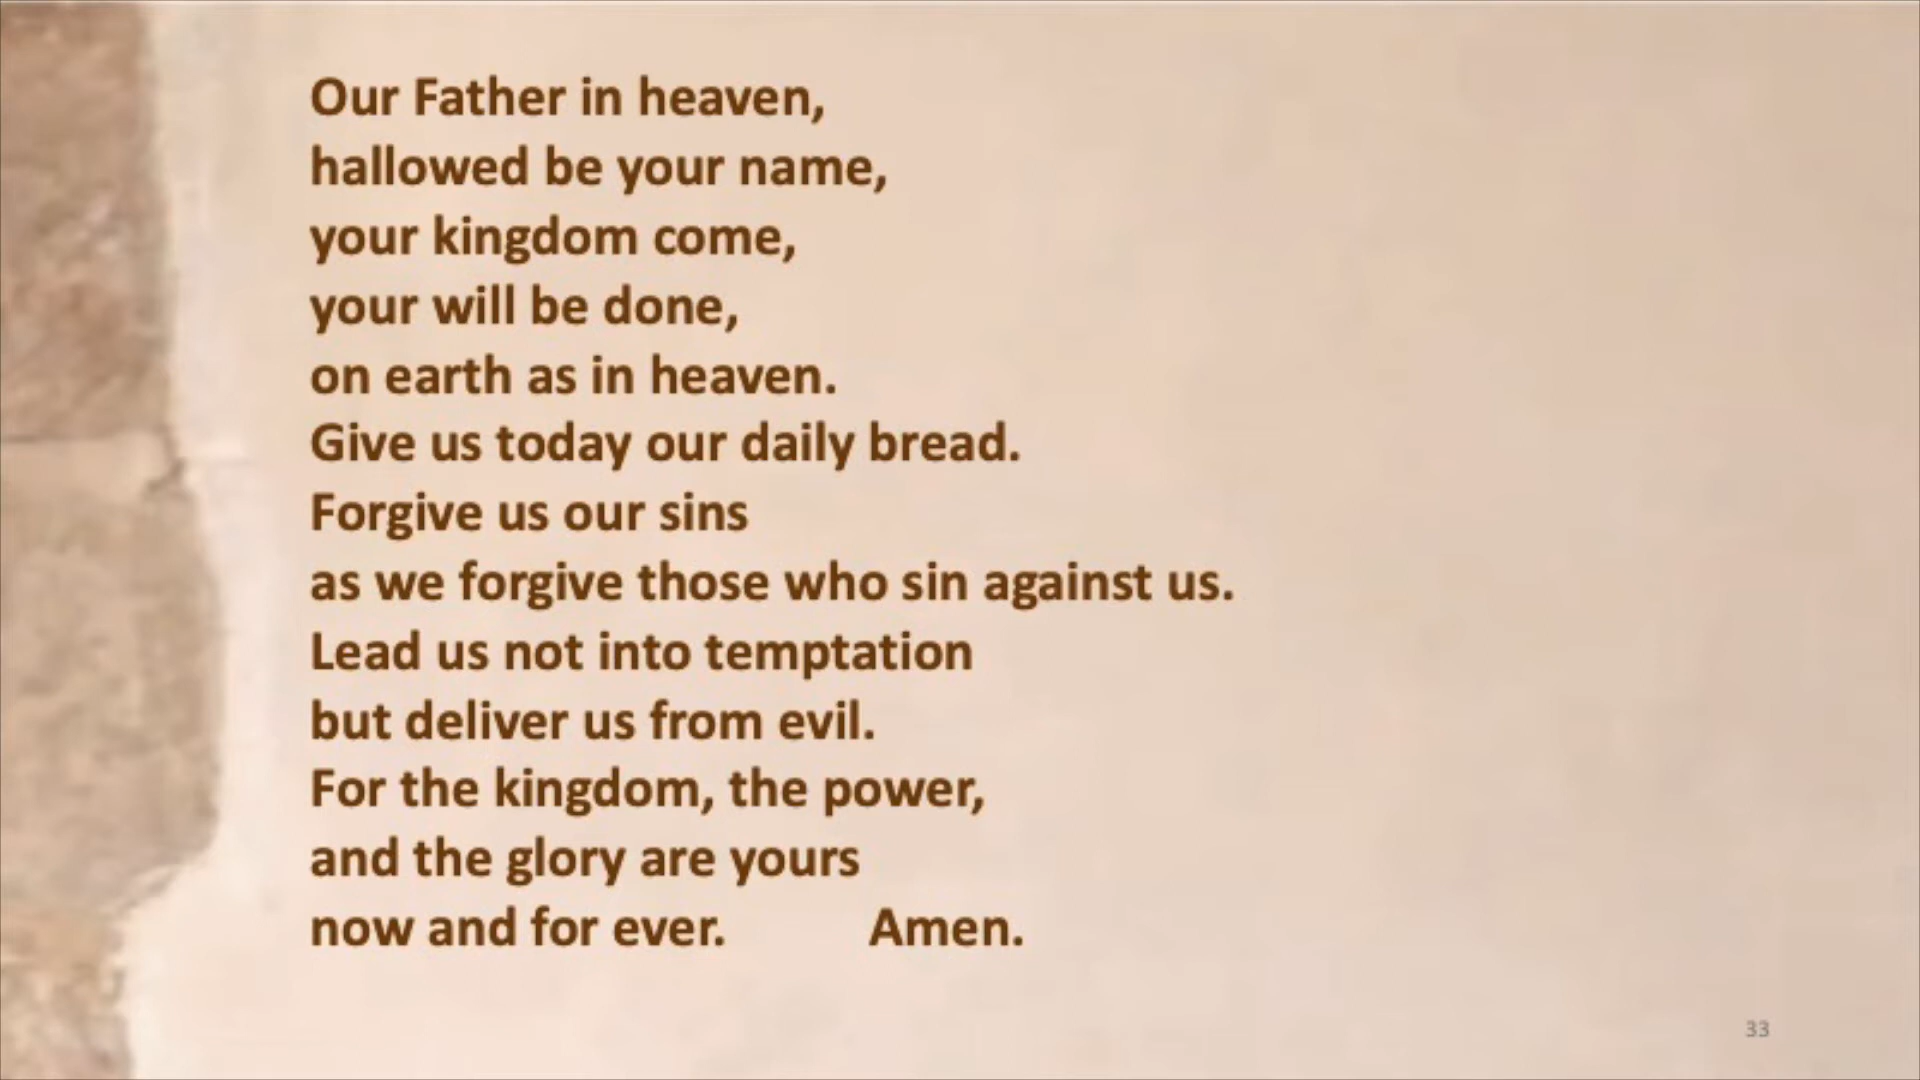 Our Father in heaven,
hallowed be your name,
your kingdom come,
your will be done,
on earth as in heaven.
Give us today our daily bread.
Forgive us our sins
as we forgive those who sin against us.
Lead us not into temptation
but deliver us from evil.
For the kingdom, the power,
and the glory are yours
now and for ever. Amen.
33